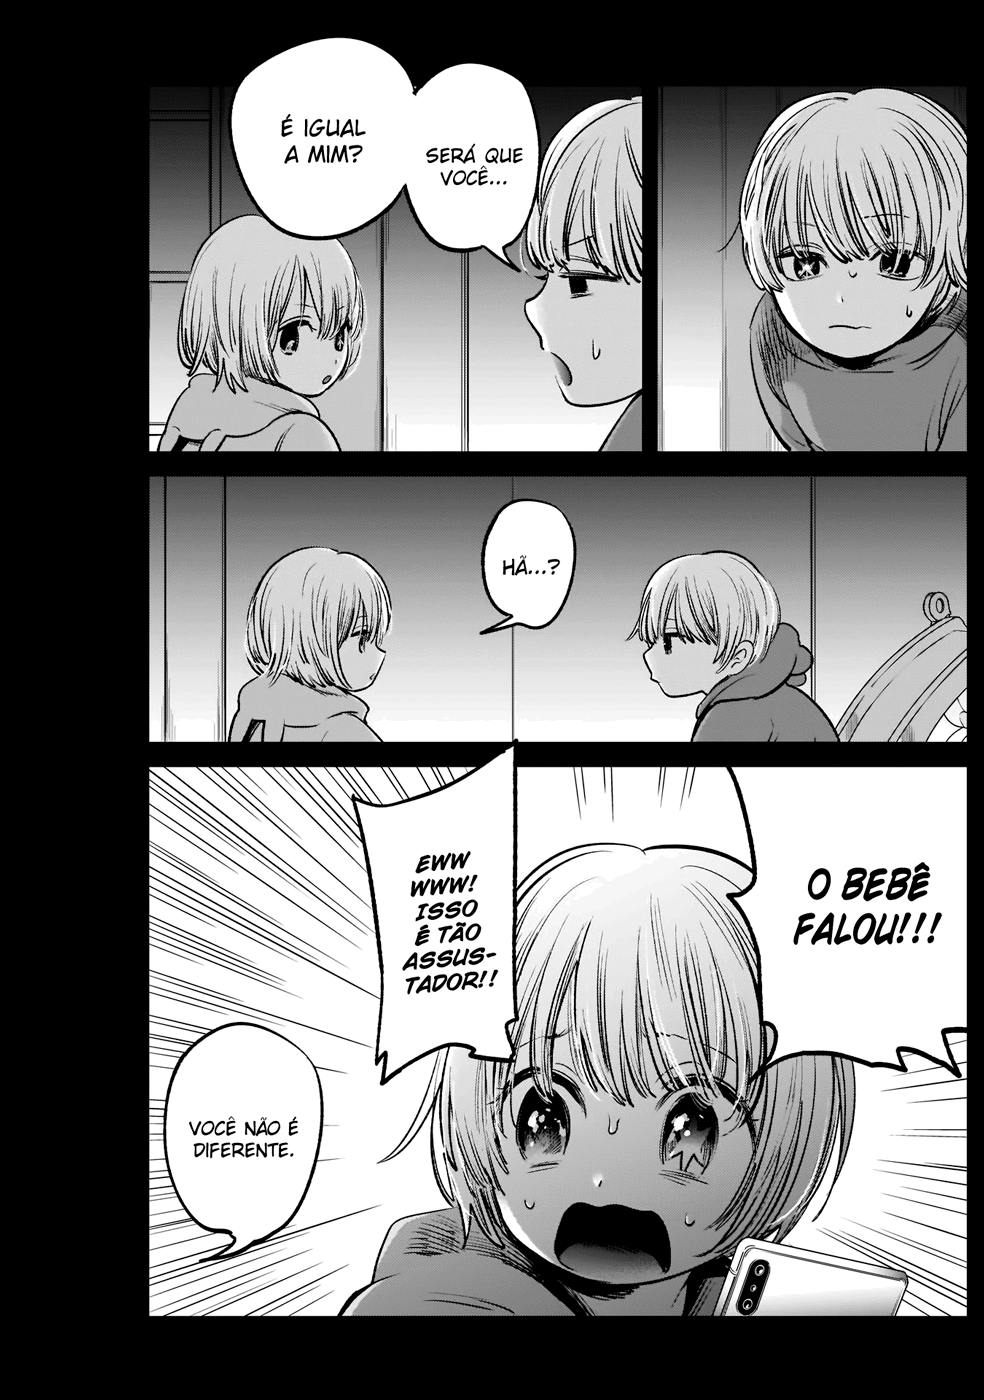 SERÁ QUE
VOCÊ...
É IGUAL
A MIM?
HÃ...?
O BEBÊ
FALOU!!!
EWW
WWW!
ISSO
É TÃO
ASSUS-
TADOR!!
VOCÊ NÃO É
DIFERENTE.